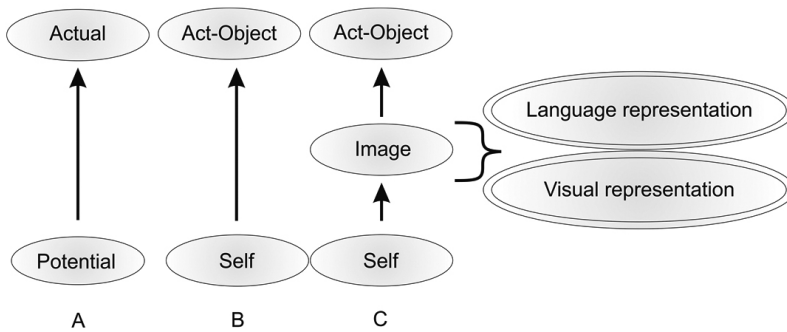 Actual
Act-Object
Act-Object
Language representation
Image
Visual representation
Potential
Self
Self
A
B
C